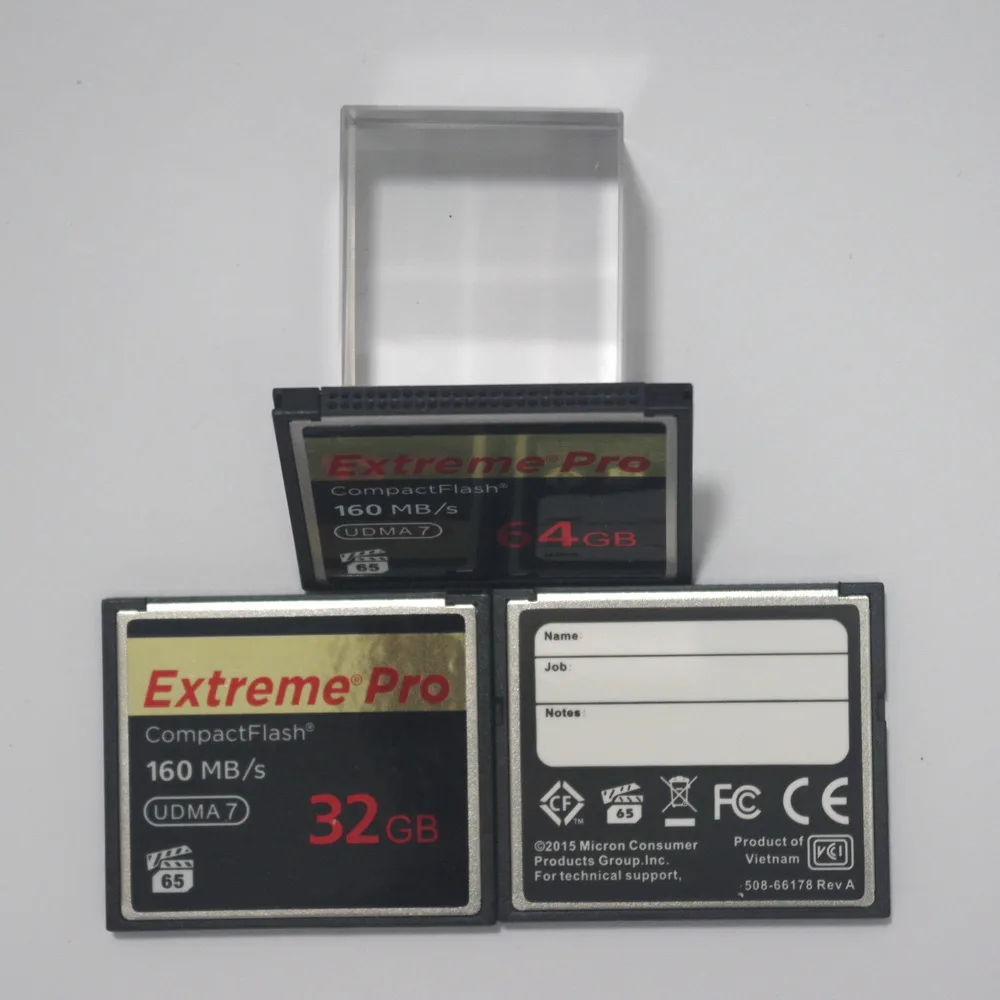 Extreme® Pro
CompactFlash®
160 MB/s
UDMA 7
64GB
65
Extreme® Pro
CompactFlash®
160 MB/s
UDMA 7
32GB
65
Name:
Job:
Notes:
CF™
65
FC
CE
©2015 Micron Consumer
Products Group.Inc.
For technical support,
Product of
Vietnam
VCCI
508-66178 Rev A